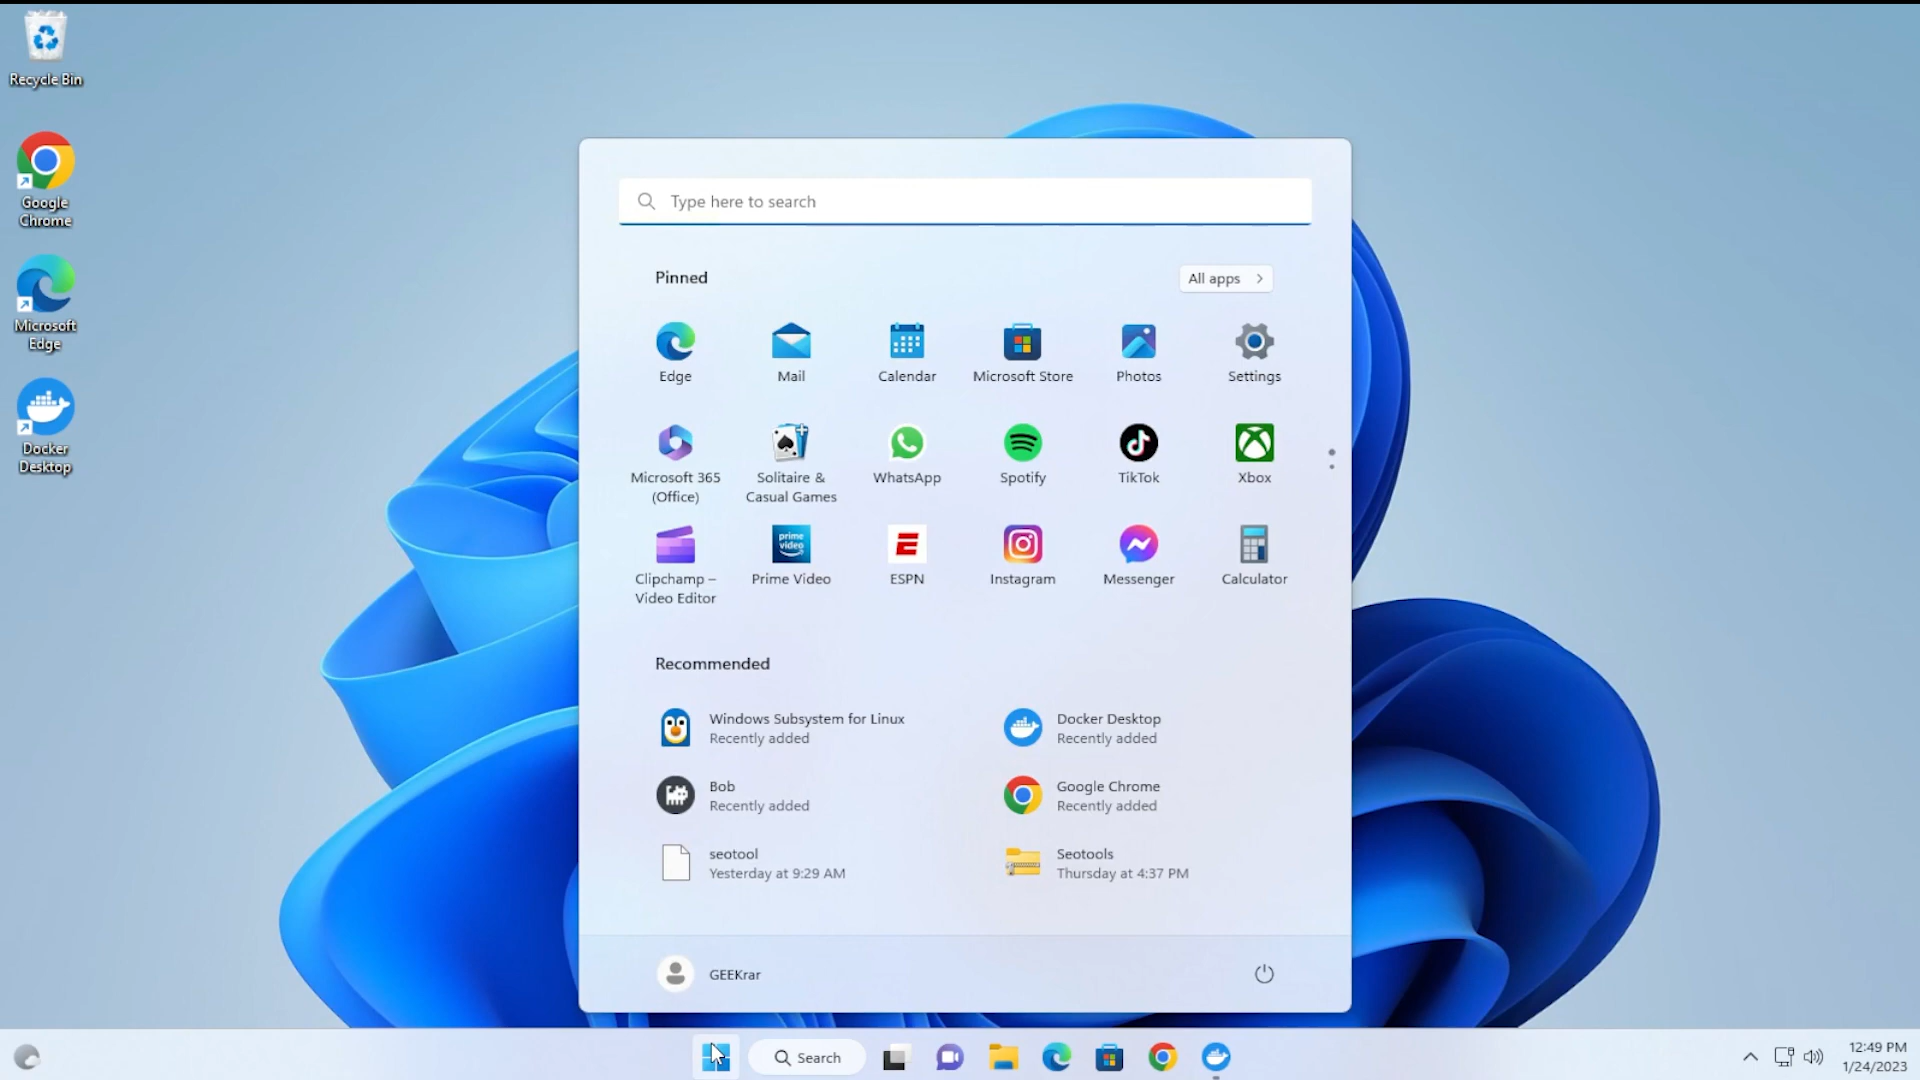 Recycle Bin
Google
Chrome
Microsoft
Edge
Docker
Desktop
Type here to search
Pinned
All apps
Edge
Mail
Calendar
Microsoft Store
Photos
Settings
Microsoft 365
(Office)
Solitaire &
Casual Games
WhatsApp
Spotify
TikTok
Xbox
Clipchamp –
Video Editor
prime
video
Prime Video
ESPN
Instagram
Messenger
Calculator
Recommended
Windows Subsystem for Linux
Recently added
Docker Desktop
Recently added
Bob
Recently added
Google Chrome
Recently added
seotool
Yesterday at 9:29 AM
Seotools
Thursday at 4:37 PM
GEEKrar
Search
12:49 PM
1/24/2023